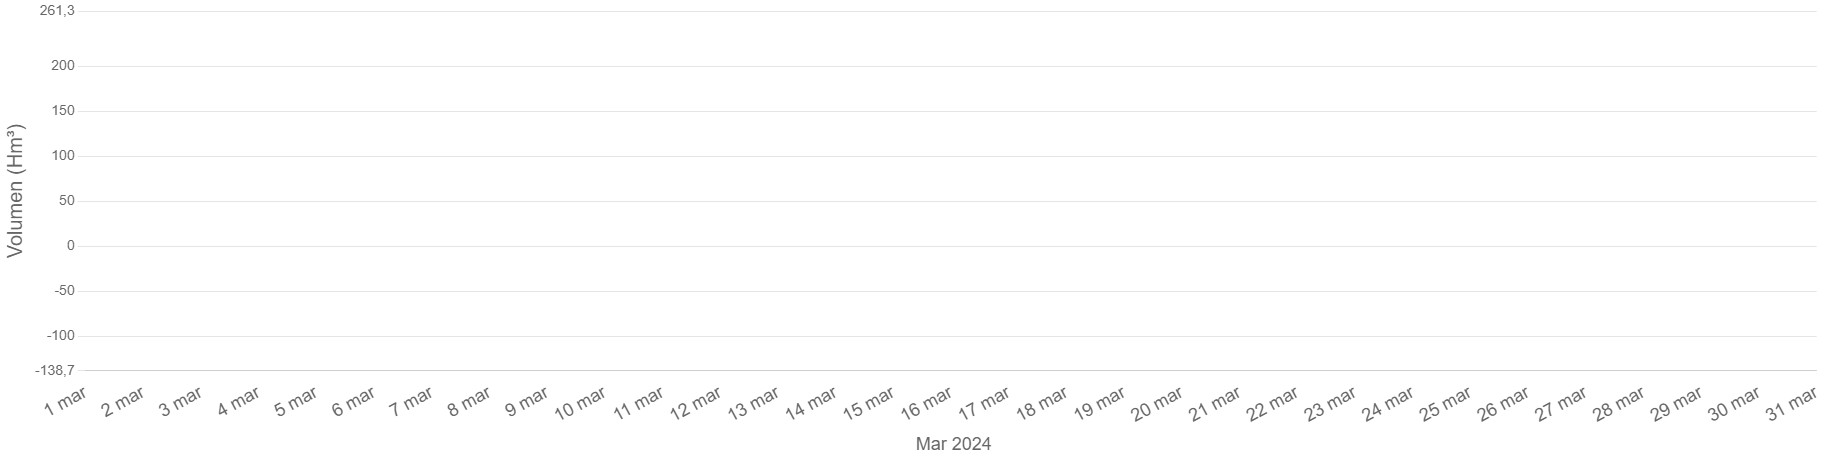 261,3
200
150
100
50
0
-50
-100
-138,7
Volumen (Hm³)
1 mar
2 mar
3 mar
4 mar
5 mar
6 mar
7 mar
8 mar
9 mar
10 mar
11 mar
12 mar
13 mar
14 mar
15 mar
16 mar
17 mar
18 mar
19 mar
20 mar
21 mar
22 mar
23 mar
24 mar
25 mar
26 mar
27 mar
28 mar
29 mar
30 mar
31 mar
Mar 2024